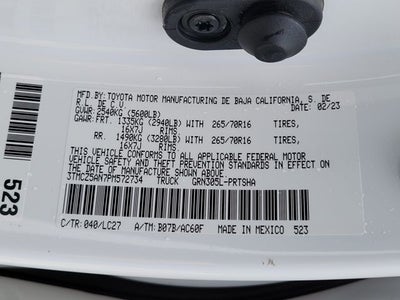 MFD.BY: TOYOTA MOTOR MANUFACTURING DE BAJA CALIFORNIA, S. DE
R.L. DE C.V. DATE: 02/23
GVWR: 2540KG (5600LB)
GAWR: FRT. 1335KG (2940LB) WITH 265/70R16 TIRES,
16X7J RIMS.
RR. 1490KG (3280LB) WITH 265/70R16 TIRES,
16X7J RIMS.
THIS VEHICLE CONFORMS TO ALL APPLICABLE FEDERAL MOTOR
VEHICLE SAFETY AND THEFT PREVENTION STANDARDS IN EFFECT ON
THE DATE OF MANUFACTURE SHOWN ABOVE.
3TMCZ5AN7PM572734 TRUCK GRN305L-PRTSHA
C/TR: 040/LC27 A/TM: B07B/AC60F MADE IN MEXICO 523
523